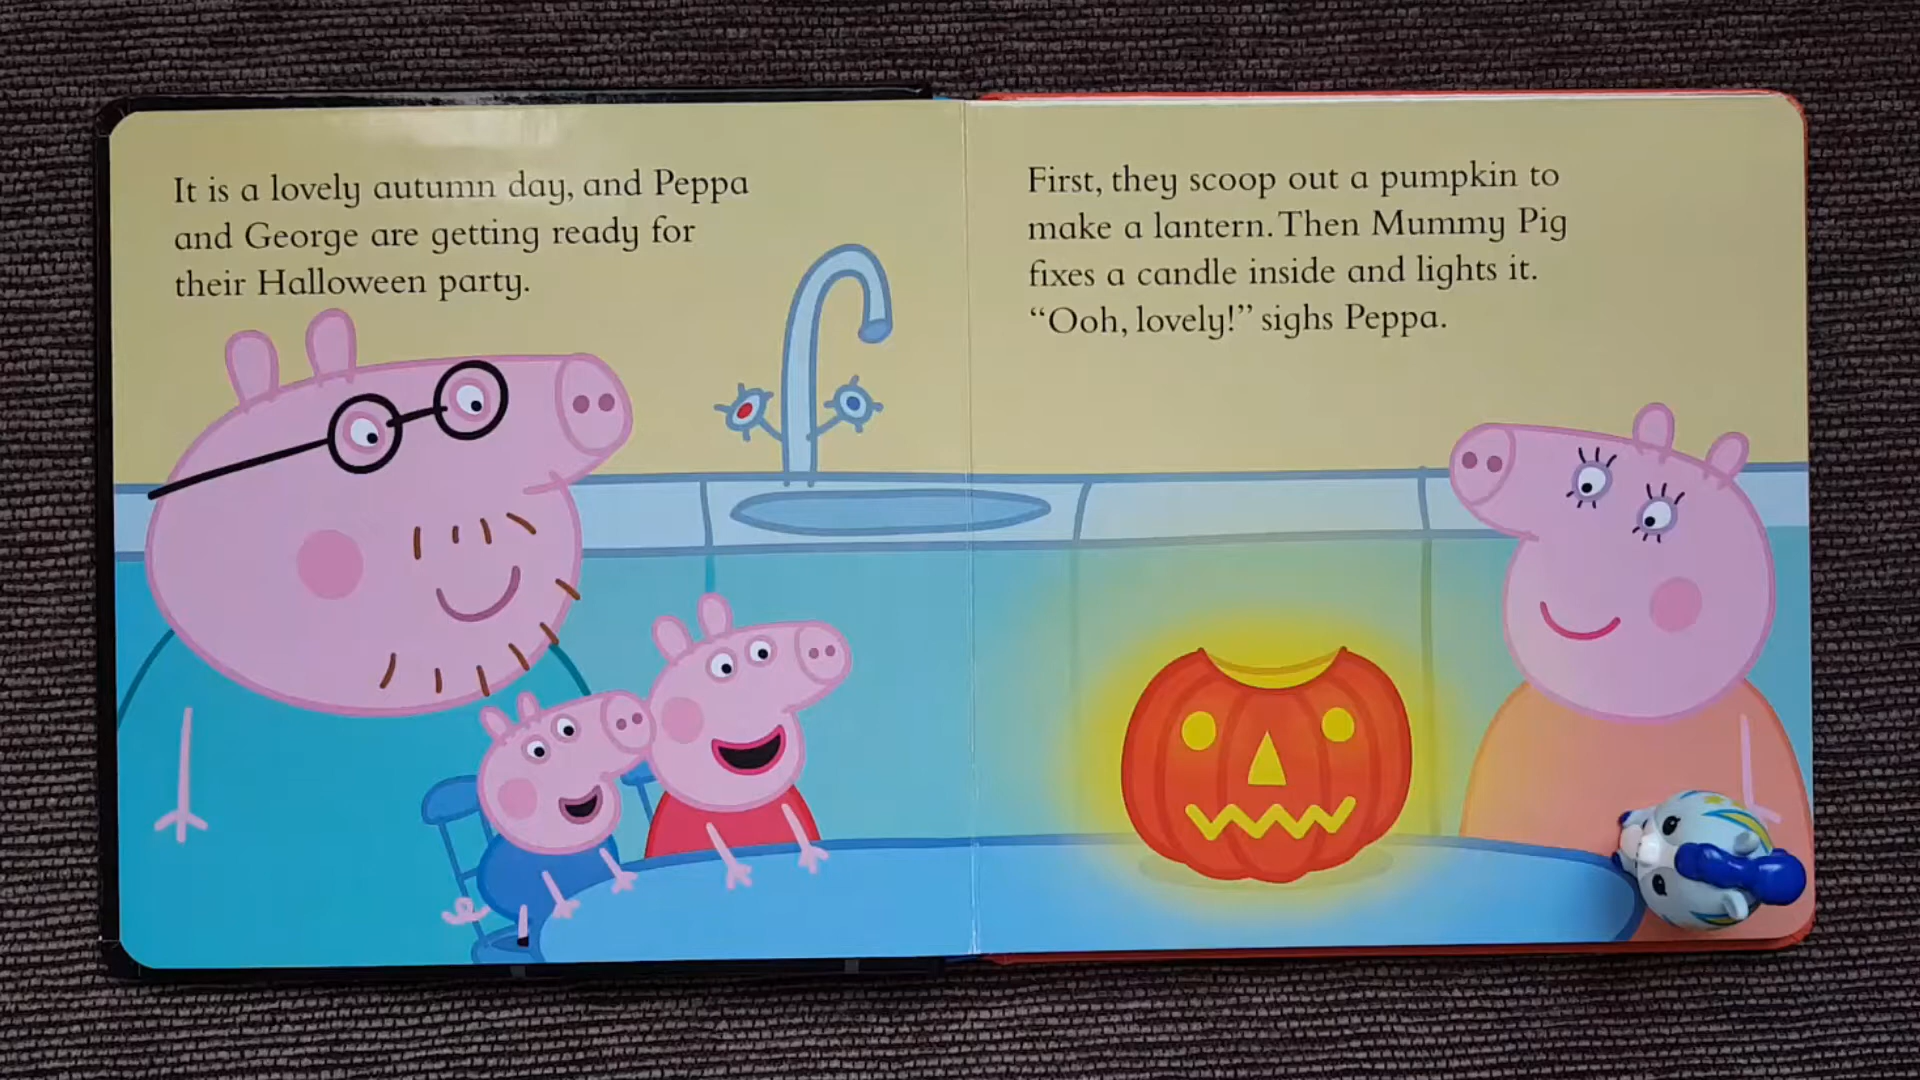 It is a lovely autumn day, and Peppa
and George are getting ready for
their Halloween party.
First, they scoop out a pumpkin to
make a lantern. Then Mummy Pig
fixes a candle inside and lights it.
“Ooh, lovely!” sighs Peppa.